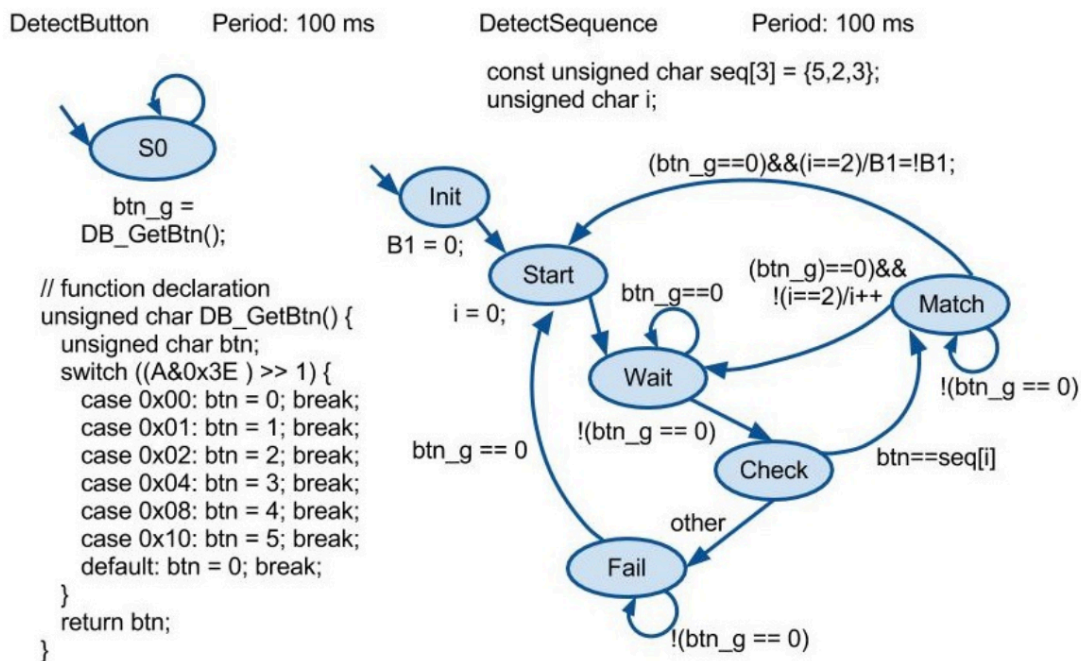 DetectButton Period: 100 ms
DetectSequence Period: 100 ms
const unsigned char seq[3] = {5,2,3};
unsigned char i;
S0
btn_g =
DB_GetBtn();
// function declaration
unsigned char DB_GetBtn() {
unsigned char btn;
switch ((A&0x3E ) >> 1) {
case 0x00: btn = 0; break;
case 0x01: btn = 1; break;
case 0x02: btn = 2; break;
case 0x04: btn = 3; break;
case 0x08: btn = 4; break;
case 0x10: btn = 5; break;
default: btn = 0; break;
}
return btn;
}
(btn_g==0)&&(i==2)/B1=!B1;
Init
B1 = 0;
Start
i = 0;
(btn_g)==0)&&
!(i==2)/i++
btn_g==0
Match
Wait
!(btn_g == 0)
!(btn_g == 0)
btn_g == 0
Check
btn==seq[i]
other
Fail
!(btn_g == 0)